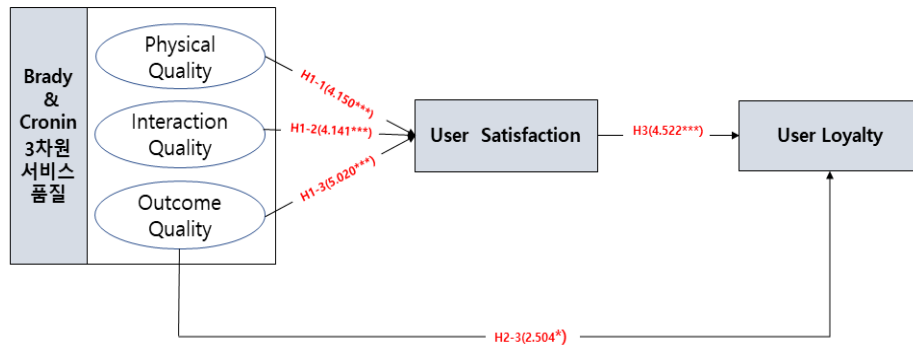 Brady
&
Cronin
3차원
서비스
품질
Physical
Quality
Interaction
Quality
Outcome
Quality
H1-1(4.150***)
H1-2(4.141***)
H1-3(5.020***)
User Satisfaction
H3(4.522***)
User Loyalty
H2-3(2.504*)